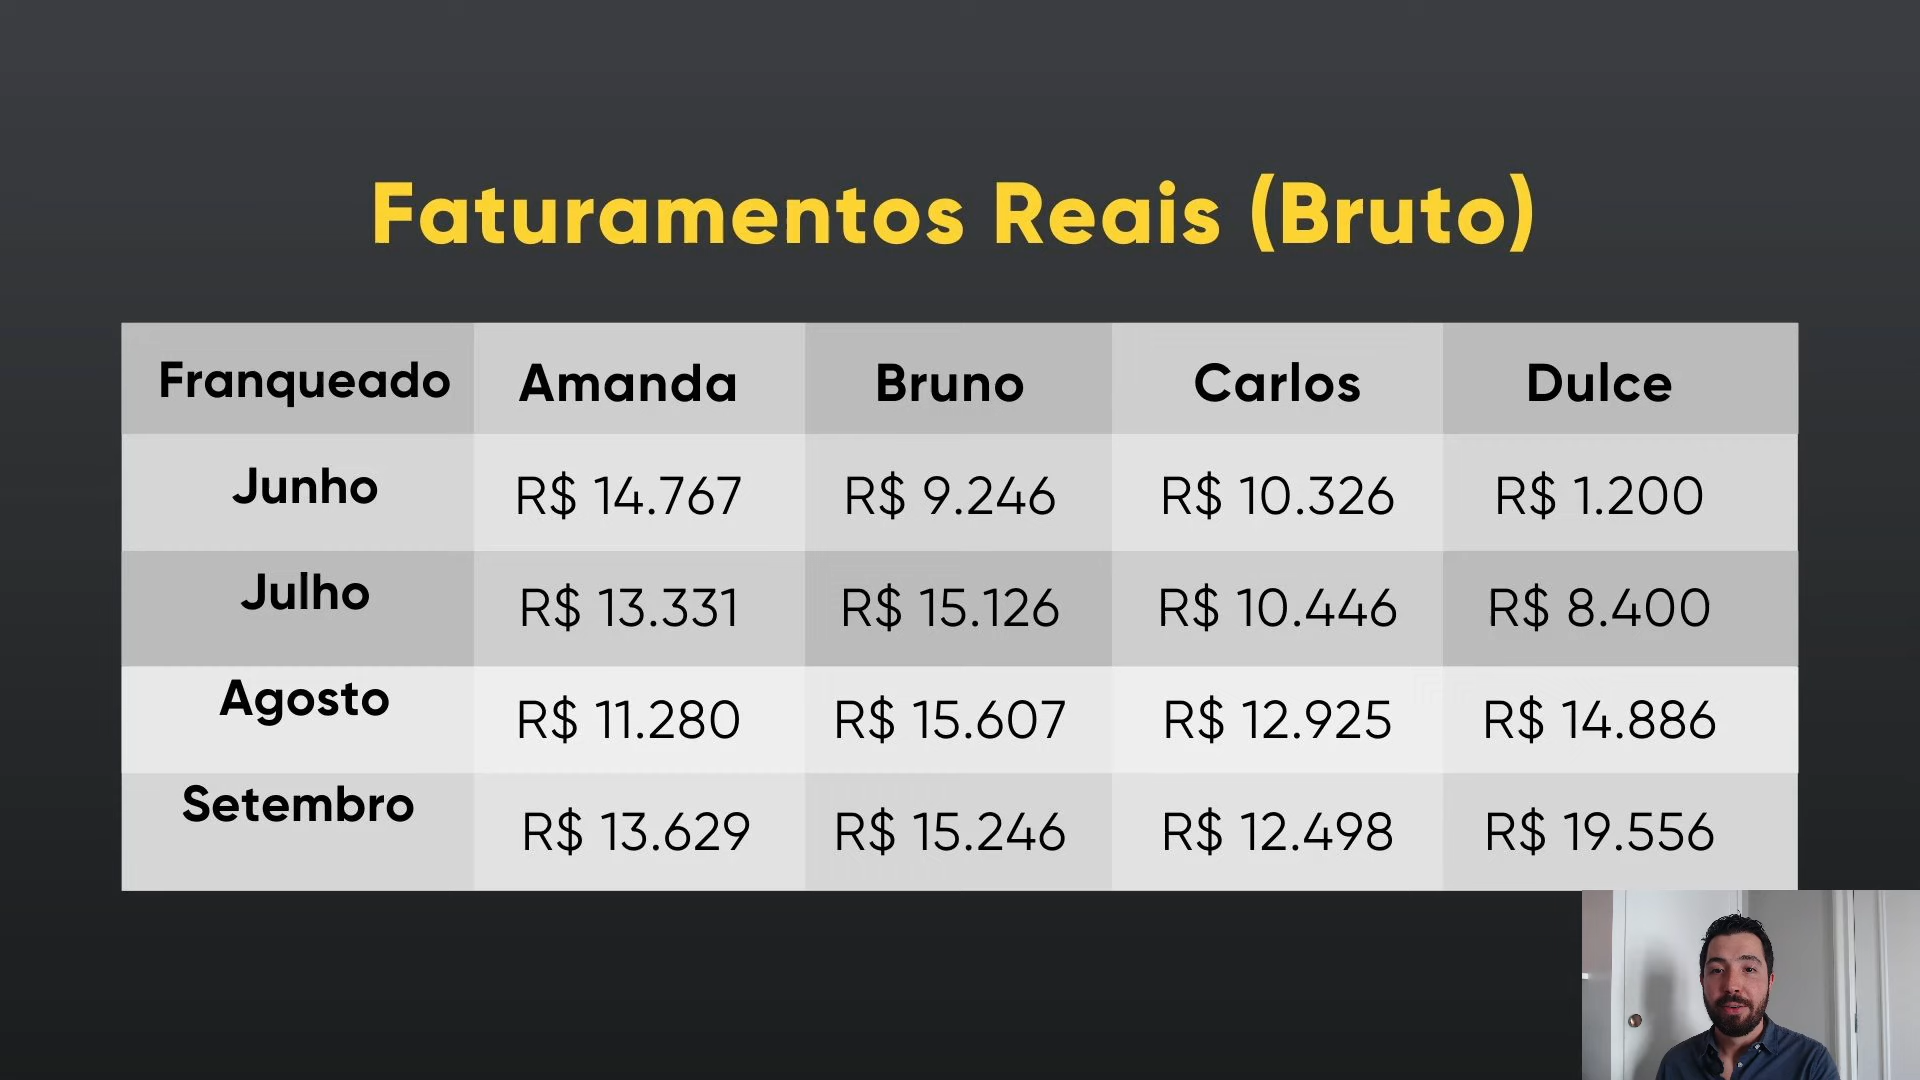 Faturamentos Reais (Bruto)
Franqueado Amanda Bruno Carlos Dulce
Junho R$ 14.767 R$ 9.246 R$ 10.326 R$ 1.200
Julho R$ 13.331 R$ 15.126 R$ 10.446 R$ 8.400
Agosto R$ 11.280 R$ 15.607 R$ 12.925 R$ 14.886
Setembro R$ 13.629 R$ 15.246 R$ 12.498 R$ 19.556